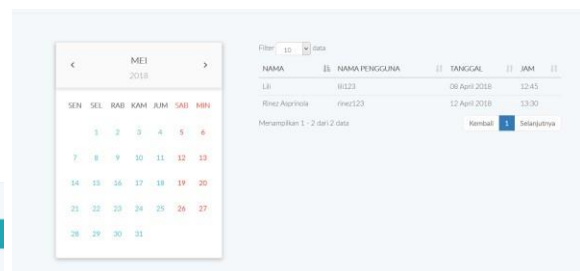 MEI
2018
SEN SEL RAB KAM JUM SAB MIN
1 2 3 4 5 6
7 8 9 10 11 12 13
14 15 16 17 18 19 20
21 22 23 24 25 26 27
28 29 30 31
Filter 10 data
NAMA NAMA PENGGUNA TANGGAL JAM
Lili lili123 08 April 2018 12:45
Rinez Asprinola rinez123 12 April 2018 13:30
Menampilkan 1 - 2 dari 2 data
Kembali 1 Selanjutnya